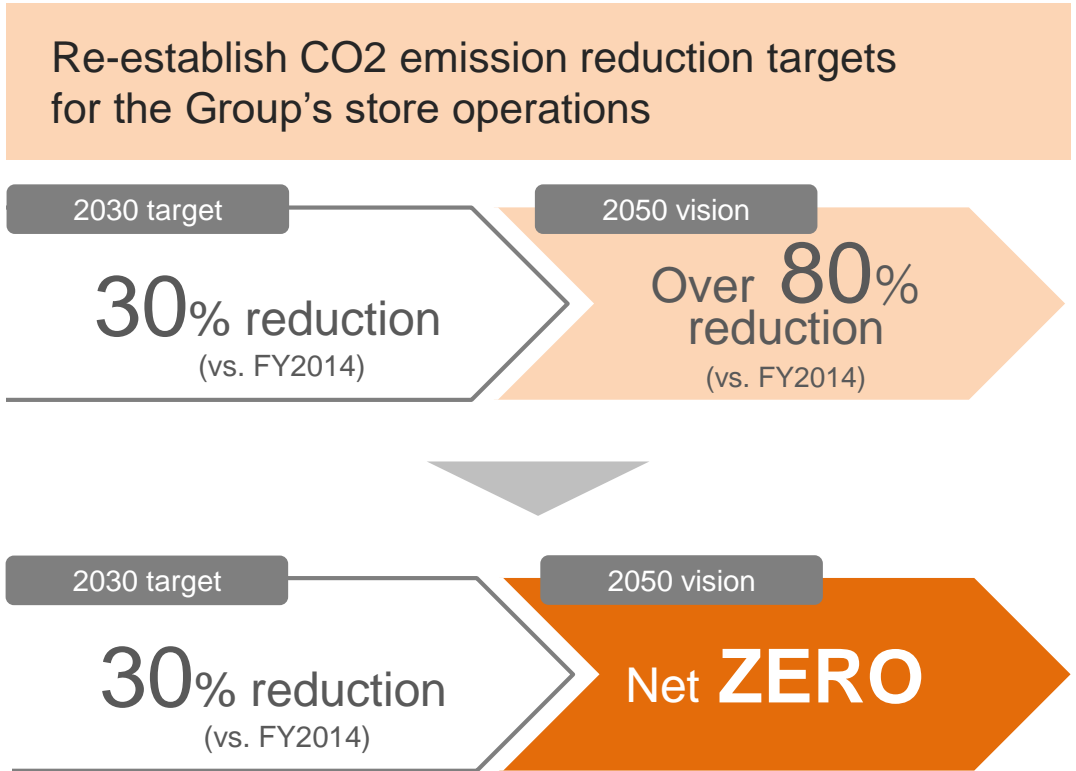 Re-establish CO2 emission reduction targets
for the Group’s store operations
2030 target
30% reduction
(vs. FY2014)
2050 vision
Over 80%
reduction
(vs. FY2014)
2030 target
30% reduction
(vs. FY2014)
2050 vision
Net ZERO